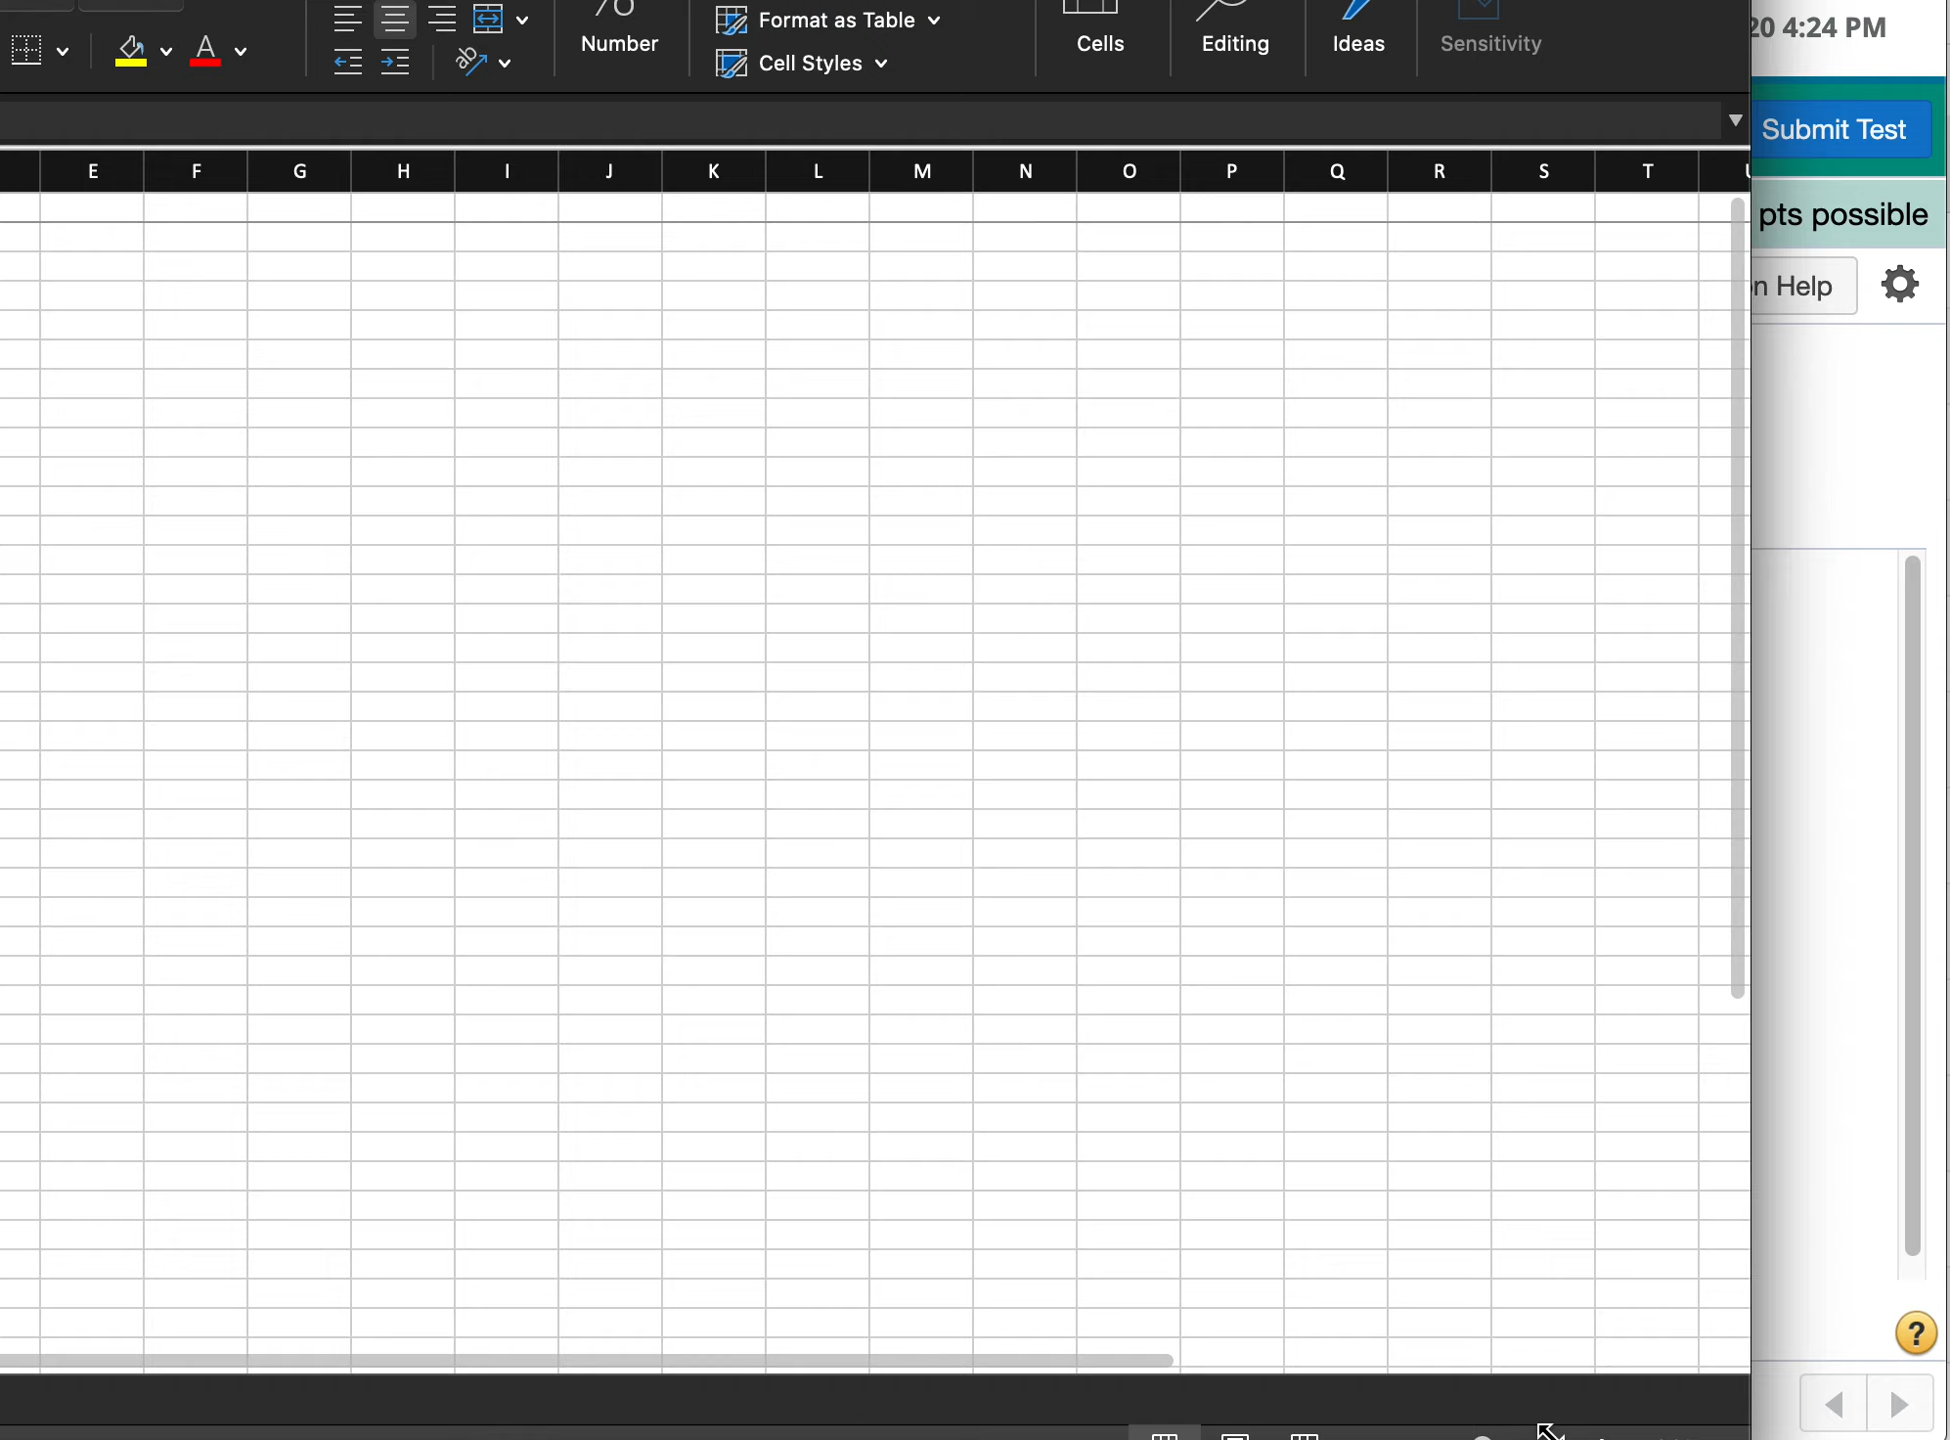 Format as Table
Number
Cells
Editing
Ideas
Sensitivity
Cell Styles
20 4:24 PM
Submit Test
E F G H I J K L M N O P Q R S T
pts possible
n Help
?